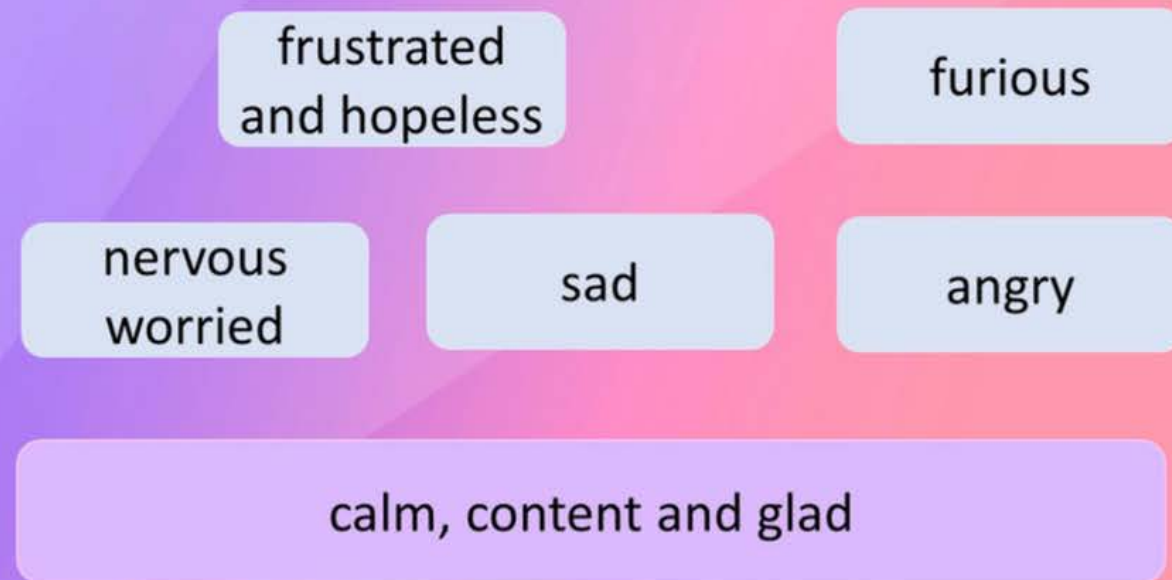 frustrated
and hopeless
furious
nervous
worried
sad
angry
calm, content and glad